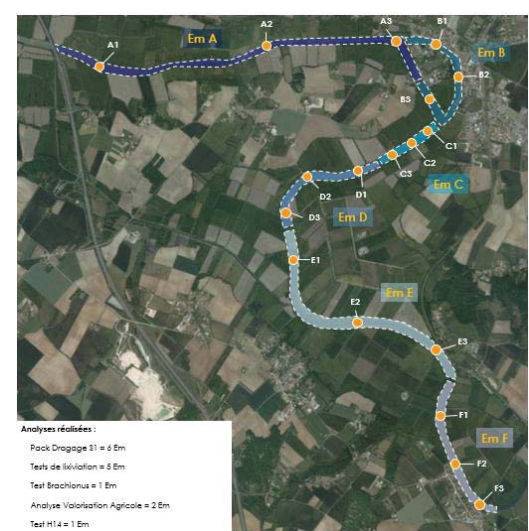 A1
Em A
A2
A3
B1
Em B
B2
B3
C1
C2
C3
Em C
D1
D2
D3
Em D
E1
Em E
E2
E3
F1
Em F
F2
F3
Analyses réalisées :
Pack Dragage S1 = 6 Em
Tests de lixiviation = 5 Em
Test Brachionus = 1 Em
Analyse Valorisation Agricole = 2 Em
Test H14 = 1 Em